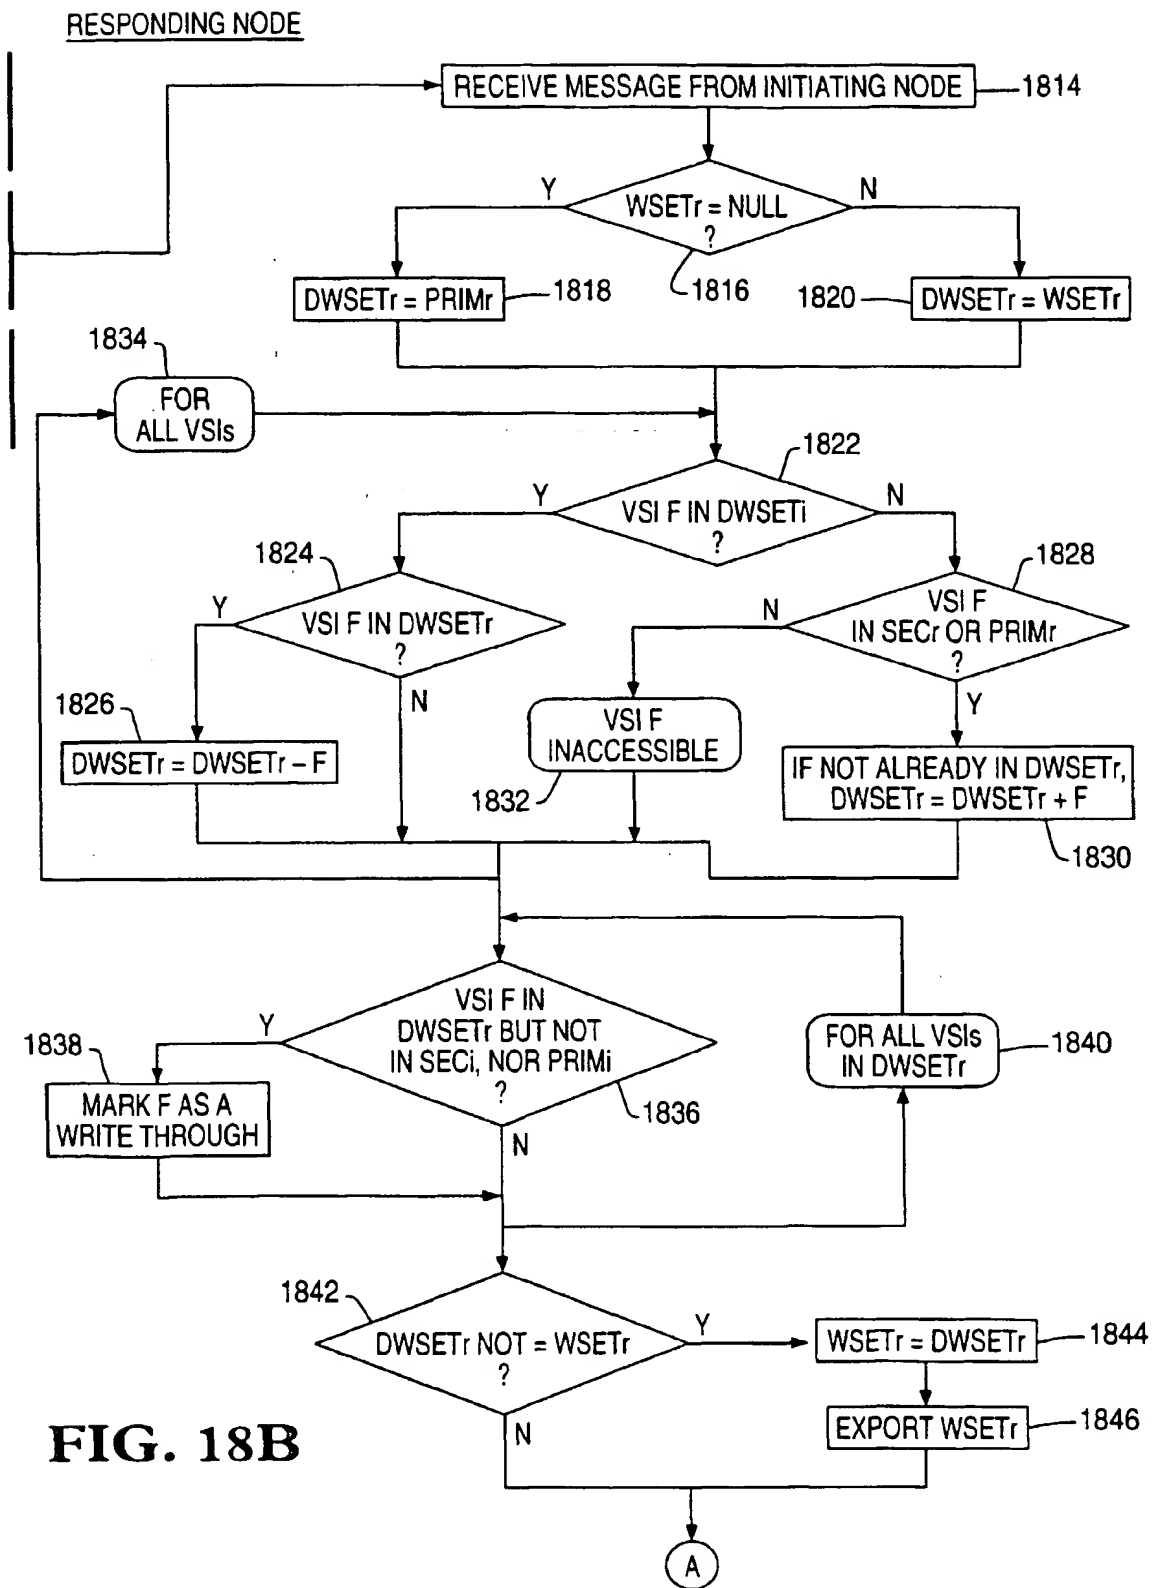 RESPONDING NODE
RECEIVE MESSAGE FROM INITIATING NODE
1814
Y
N
WSETr = NULL
?
1816
DWSETr = PRIMr
1818
1820
DWSETr = WSETr
1834
FOR
ALL VSIs
1822
Y
N
VSI F IN DWSETi
?
1824
1828
Y
VSI F IN DWSETr
?
N
N
VSI F
IN SECr OR PRIMr
?
Y
1826
DWSETr = DWSETr – F
VSI F
INACCESSIBLE
1832
IF NOT ALREADY IN DWSETr,
DWSETr = DWSETr + F
1830
Y
VSI F IN
DWSETr BUT NOT
IN SECi, NOR PRIMi
?
1836
N
1838
MARK F AS A
WRITE THROUGH
FOR ALL VSIs
IN DWSETr
1840
1842
DWSETr NOT = WSETr
?
Y
N
WSETr = DWSETr
1844
EXPORT WSETr
1846
FIG. 18B
A